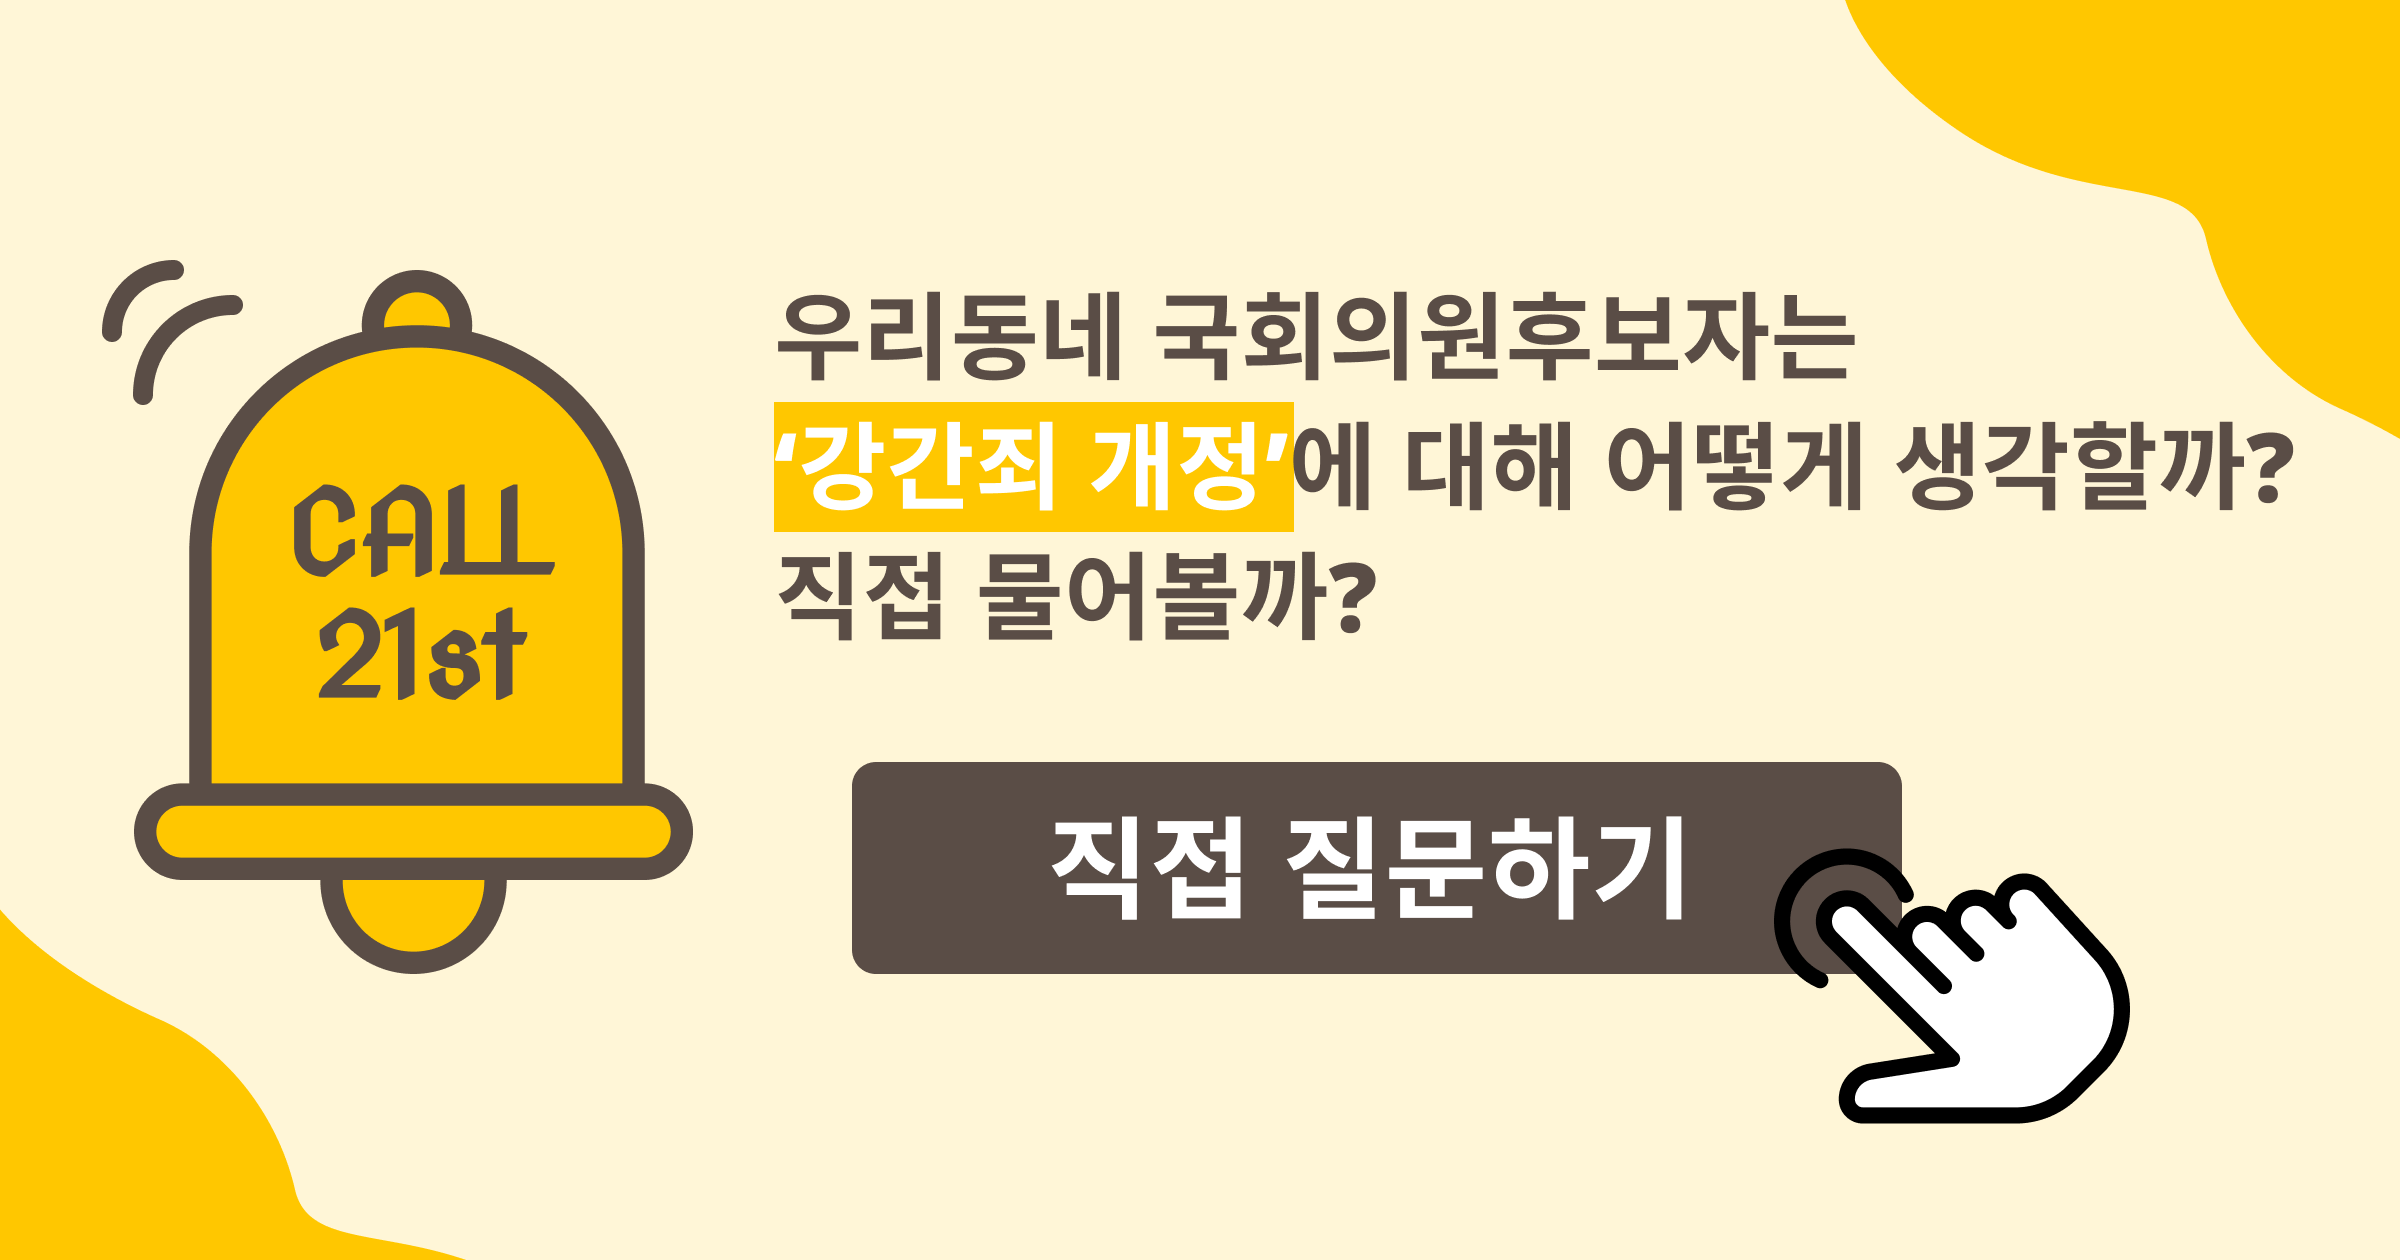 CALL
21st
우리동네 국회의원후보자는
‘강간죄 개정’에 대해 어떻게 생각할까?
직접 물어볼까?
직접 질문하기